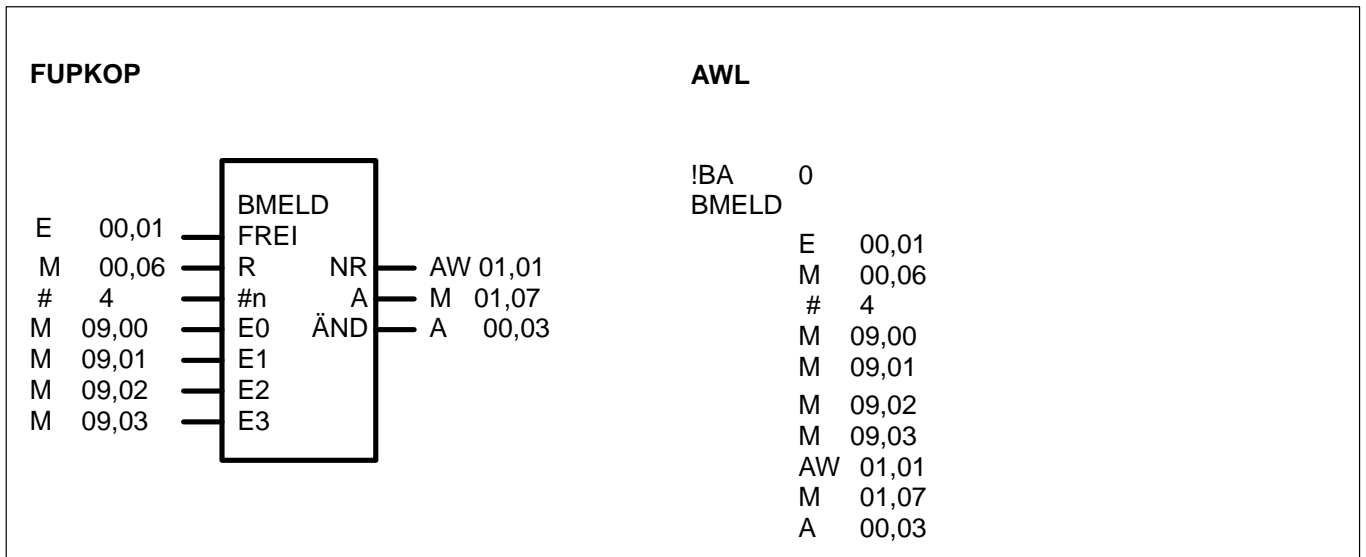 FUPKOP
BMELD
E 00,01 FREI
M 00,06 R NR AW 01,01
# 4 #n A M 01,07
M 09,00 E0 ÄND A 00,03
M 09,01 E1
M 09,02 E2
M 09,03 E3
AWL
!BA 0
BMELD
E 00,01
M 00,06
# 4
M 09,00
M 09,01
M 09,02
M 09,03
AW 01,01
M 01,07
A 00,03